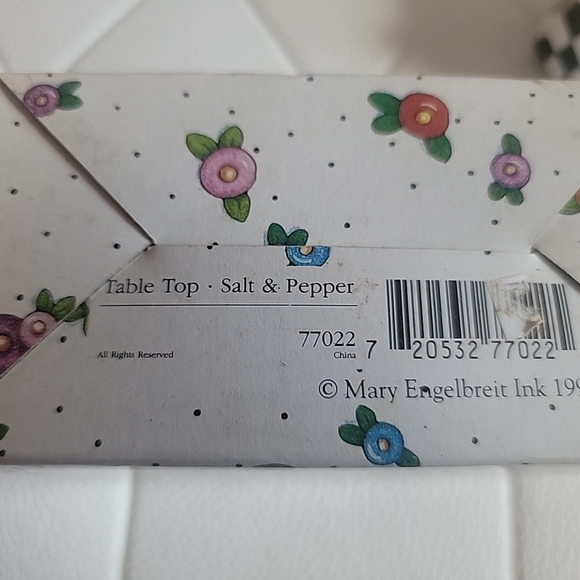 Table Top · Salt & Pepper
77022
China
All Rights Reserved
7 20532 77022
© Mary Engelbreit Ink 199